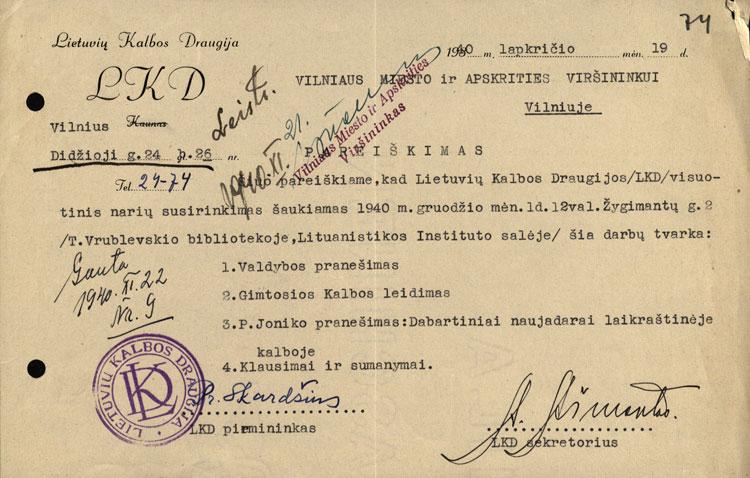 74
Lietuvių Kalbos Draugija
LKD
Vilnius Kaunas
Didžioji g.24 b.26 nr.
Tel. 29-74
1940 m. lapkričio mėn. 19 d.
VILNIAUS MIESTO ir APSKRITIES VIRŠININKUI
Vilniuje
Leisti.
1940.XI.21.
Vilniaus Miesto ir Apskrities
Viršininkas
PAREIŠKIMAS
pareiškiame,kad Lietuvių Kalbos Draugijos/LKD/visuo-
tinis narių susirinkimas šaukiamas 1940 m.gruodžio mėn.1d.12val.Žygimantų g.2
/T.Vrublevskio bibliotekoje,Lituanistikos Instituto salėje/ šia darbų tvarka:
Gauta
1940.XI.22
Nr. 9
1.Valdybos pranešimas
2.Gimtosios Kalbos leidimas
3.P.Joniko pranešimas:Dabartiniai naujadarai laikraštinėje
kalboje
4.Klausimai ir sumanymai.
LIETUVIŲ KALBOS DRAUGIJA
LKD
Pr. Skardžius
LKD pirmininkas
LKD sekretorius